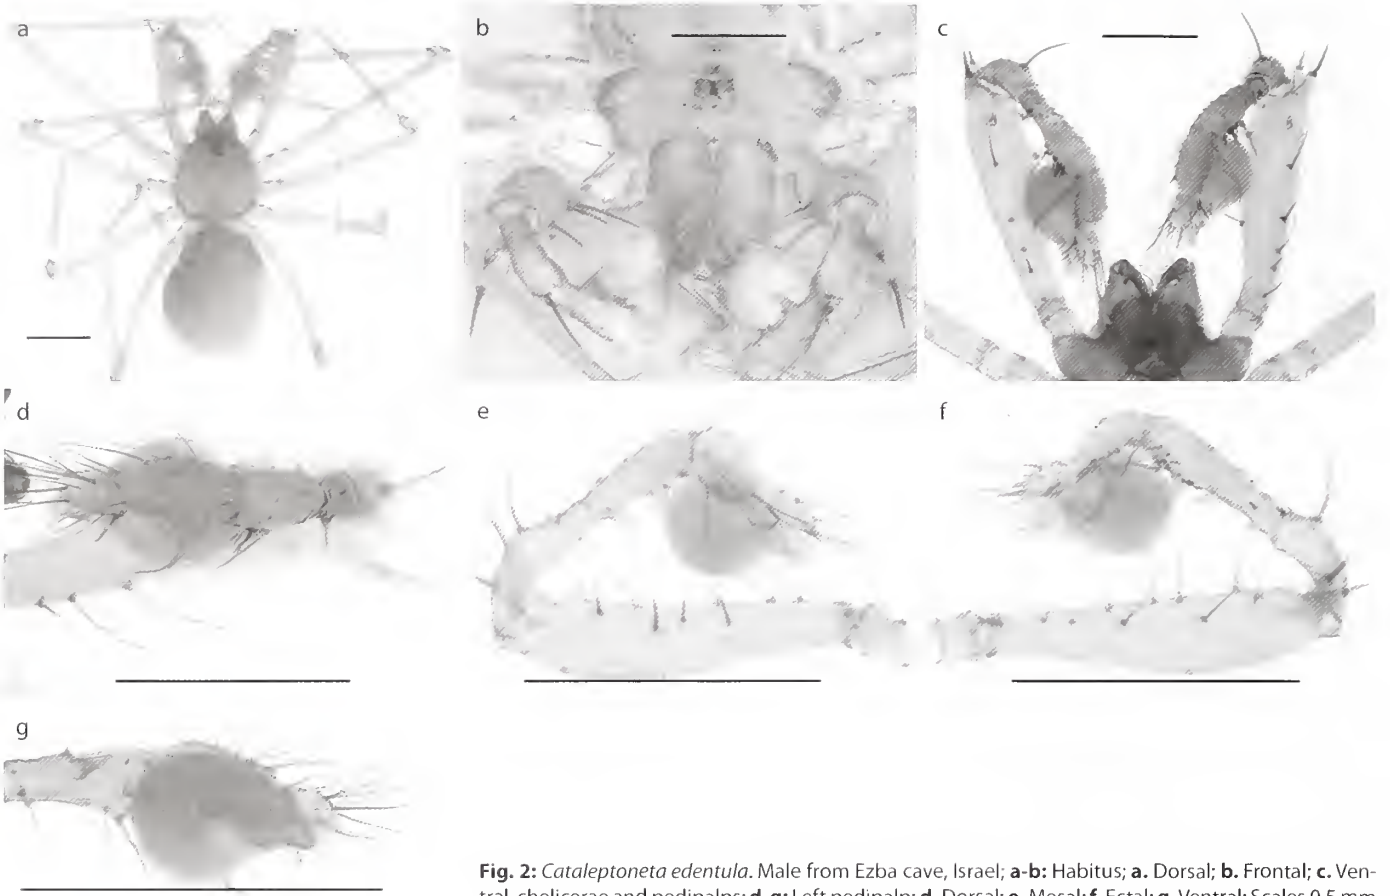 a
b
c
d
e
f
g
Fig. 2: Cataleptoneta edentula. Male from Ezba cave, Israel; a-b: Habitus; a. Dorsal; b. Frontal; c. Ven-
tral, chelicerae and pedipalps; d-g: Left pedipalp; d. Dorsal; e. Mesal; f. Ectal; g. Ventral; Scales 0.5 mm